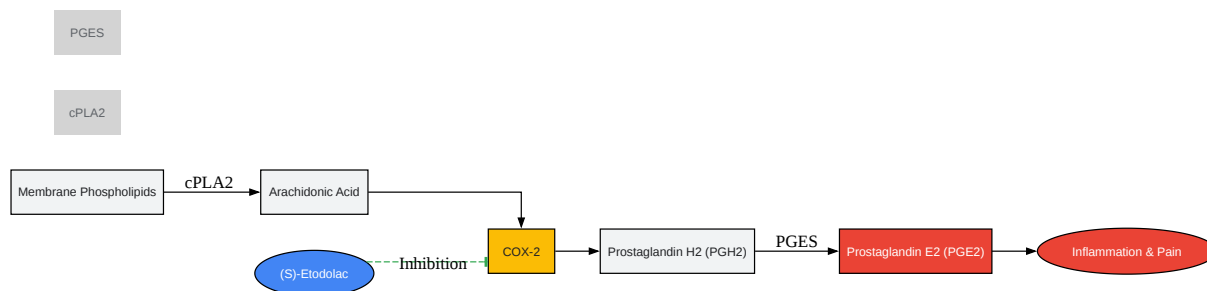 PGES
cPLA2
Membrane Phospholipids
cPLA2
Arachidonic Acid
(S)-Etodolac
Inhibition
COX-2
Prostaglandin H2 (PGH2)
PGES
Prostaglandin E2 (PGE2)
Inflammation & Pain